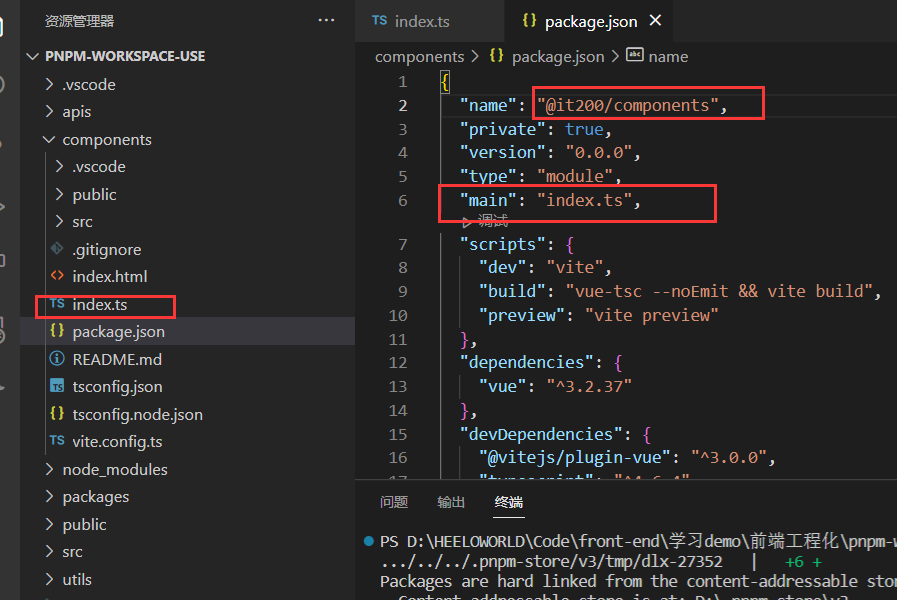 资源管理器
PNPM-WORKSPACE-USE
.vscode
apis
components
.vscode
public
src
.gitignore
index.html
TS index.ts
{} package.json
README.md
TS tsconfig.json
{} tsconfig.node.json
TS vite.config.ts
node_modules
packages
public
src
utils
TS index.ts
{} package.json
components > {} package.json > abc name
1 {
2 "name": "@it200/components",
3 "private": true,
4 "version": "0.0.0",
5 "type": "module",
6 "main": "index.ts",
调试
7 "scripts": {
8 "dev": "vite",
9 "build": "vue-tsc --noEmit && vite build",
10 "preview": "vite preview"
11 },
12 "dependencies": {
13 "vue": "^3.2.37"
14 },
15 "devDependencies": {
16 "@vitejs/plugin-vue": "^3.0.0",
问题 输出 终端
PS D:\HEELOWORLD\Code\front-end\学习demo\前端工程化\pnpm-w
.../../../.pnpm-store/v3/tmp/dlx-27352 | +6 +
Packages are hard linked from the content-addressable stor